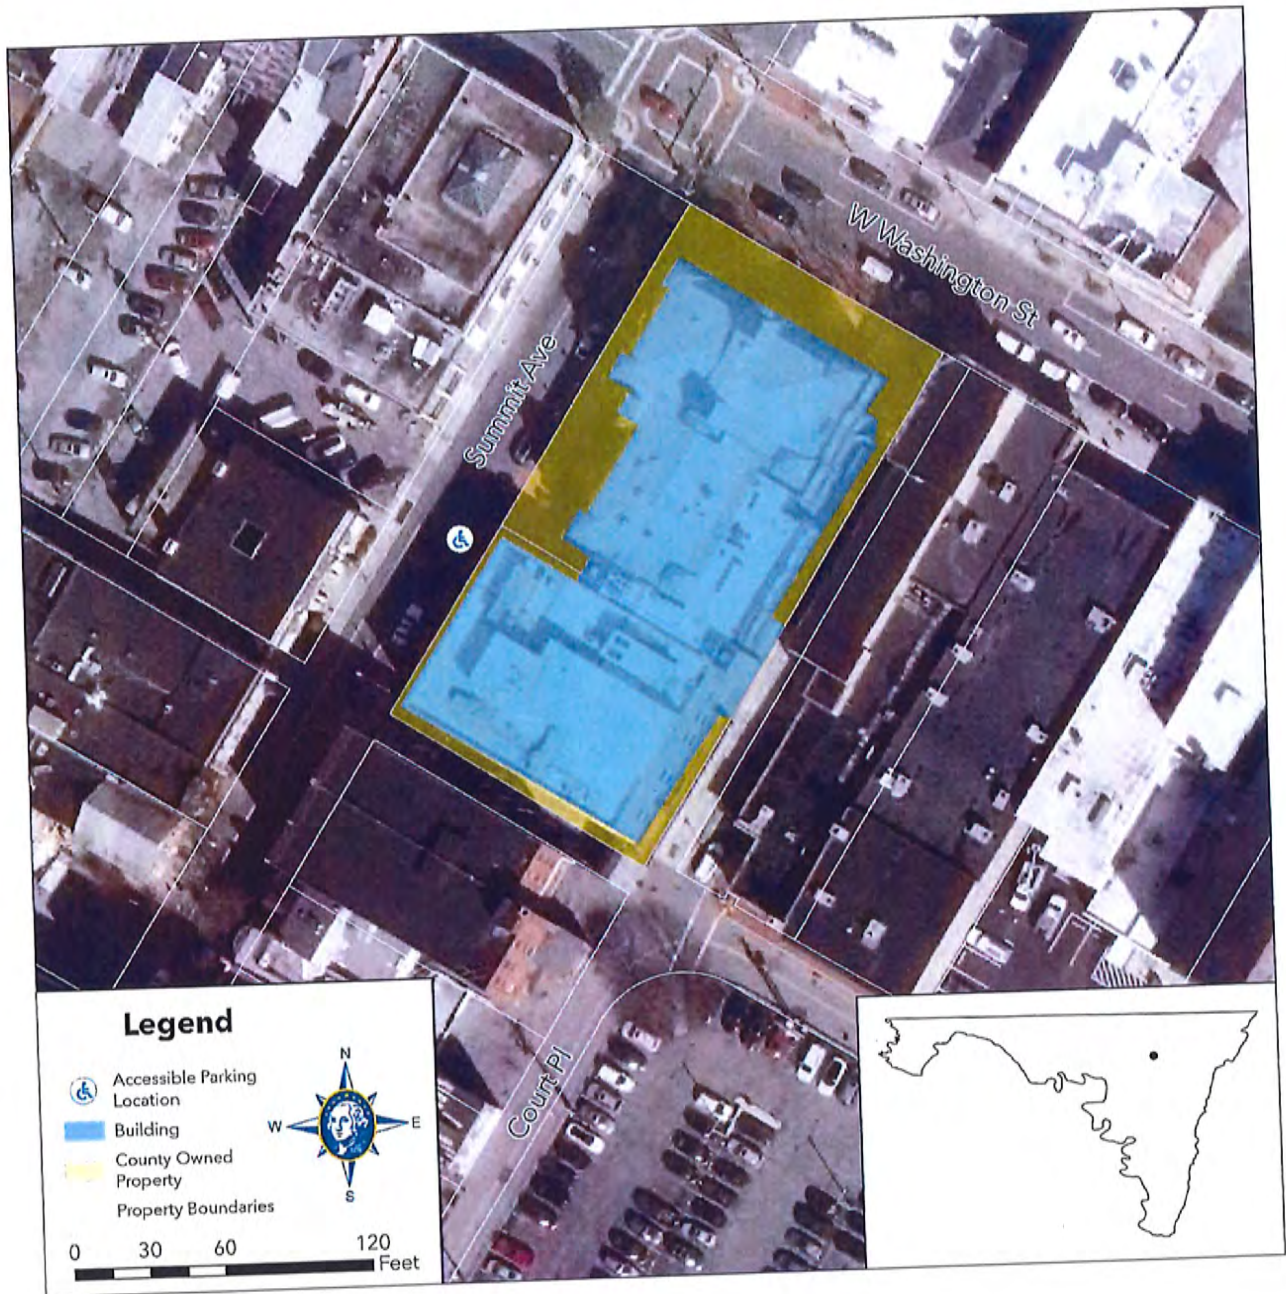 W Washington St
Summit Ave
Court Pl
Legend
Accessible Parking
Location
Building
County Owned
Property
Property Boundaries
N
W
E
S
0 30 60 120
Feet